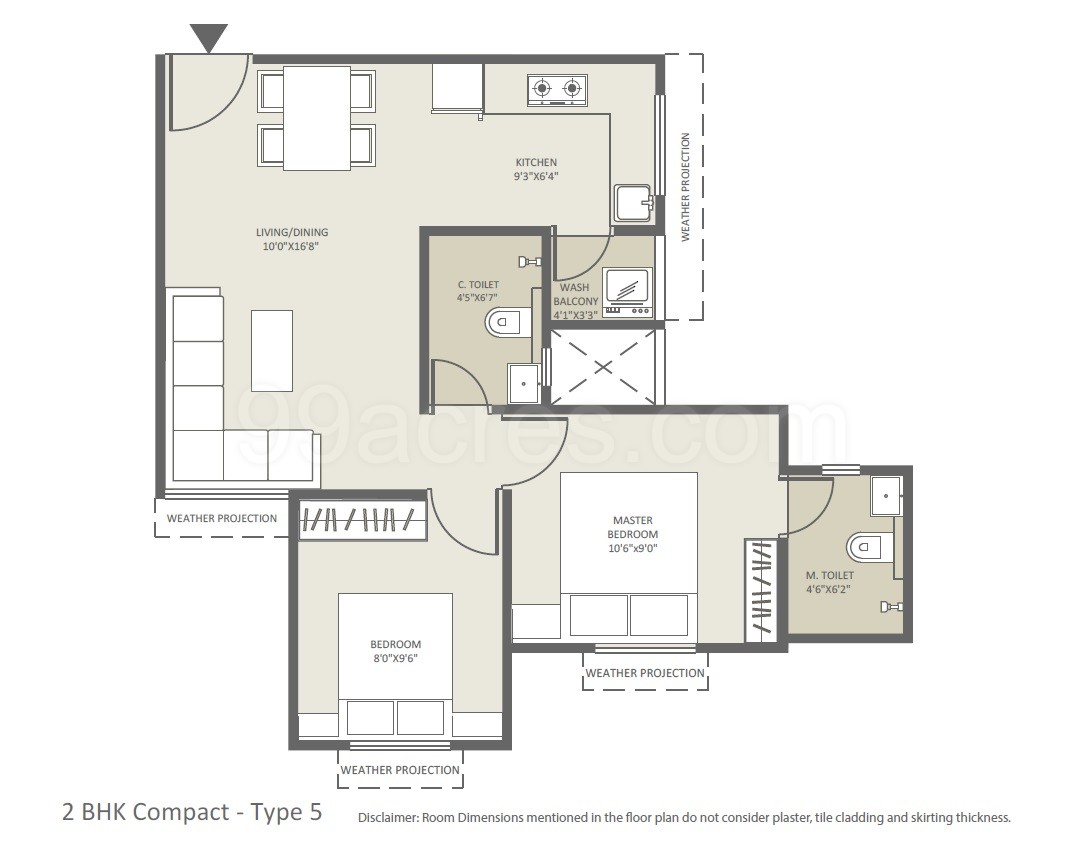 KITCHEN
9'3"X6'4"
WEATHER PROJECTION
LIVING/DINING
10'0"X16'8"
C. TOILET
4'5"X6'7"
WASH
BALCONY
4'1"X3'3"
99acres.com
WEATHER PROJECTION
MASTER
BEDROOM
10'6"x9'0"
M. TOILET
4'6"X6'2"
BEDROOM
8'0"X9'6"
WEATHER PROJECTION
WEATHER PROJECTION
2 BHK Compact - Type 5
Disclaimer: Room Dimensions mentioned in the floor plan do not consider plaster, tile cladding and skirting thickness.